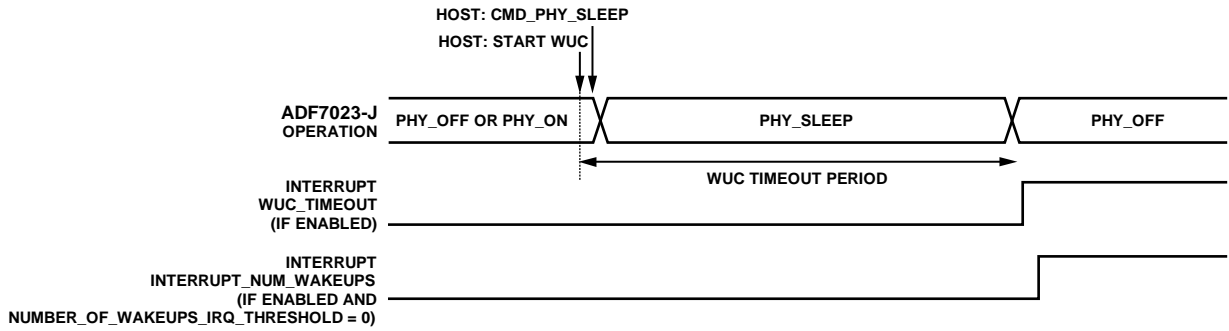 HOST: CMD_PHY_SLEEP
HOST: START WUC
ADF7023-J
OPERATION
PHY_OFF OR PHY_ON
PHY_SLEEP
PHY_OFF
WUC TIMEOUT PERIOD
INTERRUPT
WUC_TIMEOUT
(IF ENABLED)
INTERRUPT
INTERRUPT_NUM_WAKEUPS
(IF ENABLED AND
NUMBER_OF_WAKEUPS_IRQ_THRESHOLD = 0)